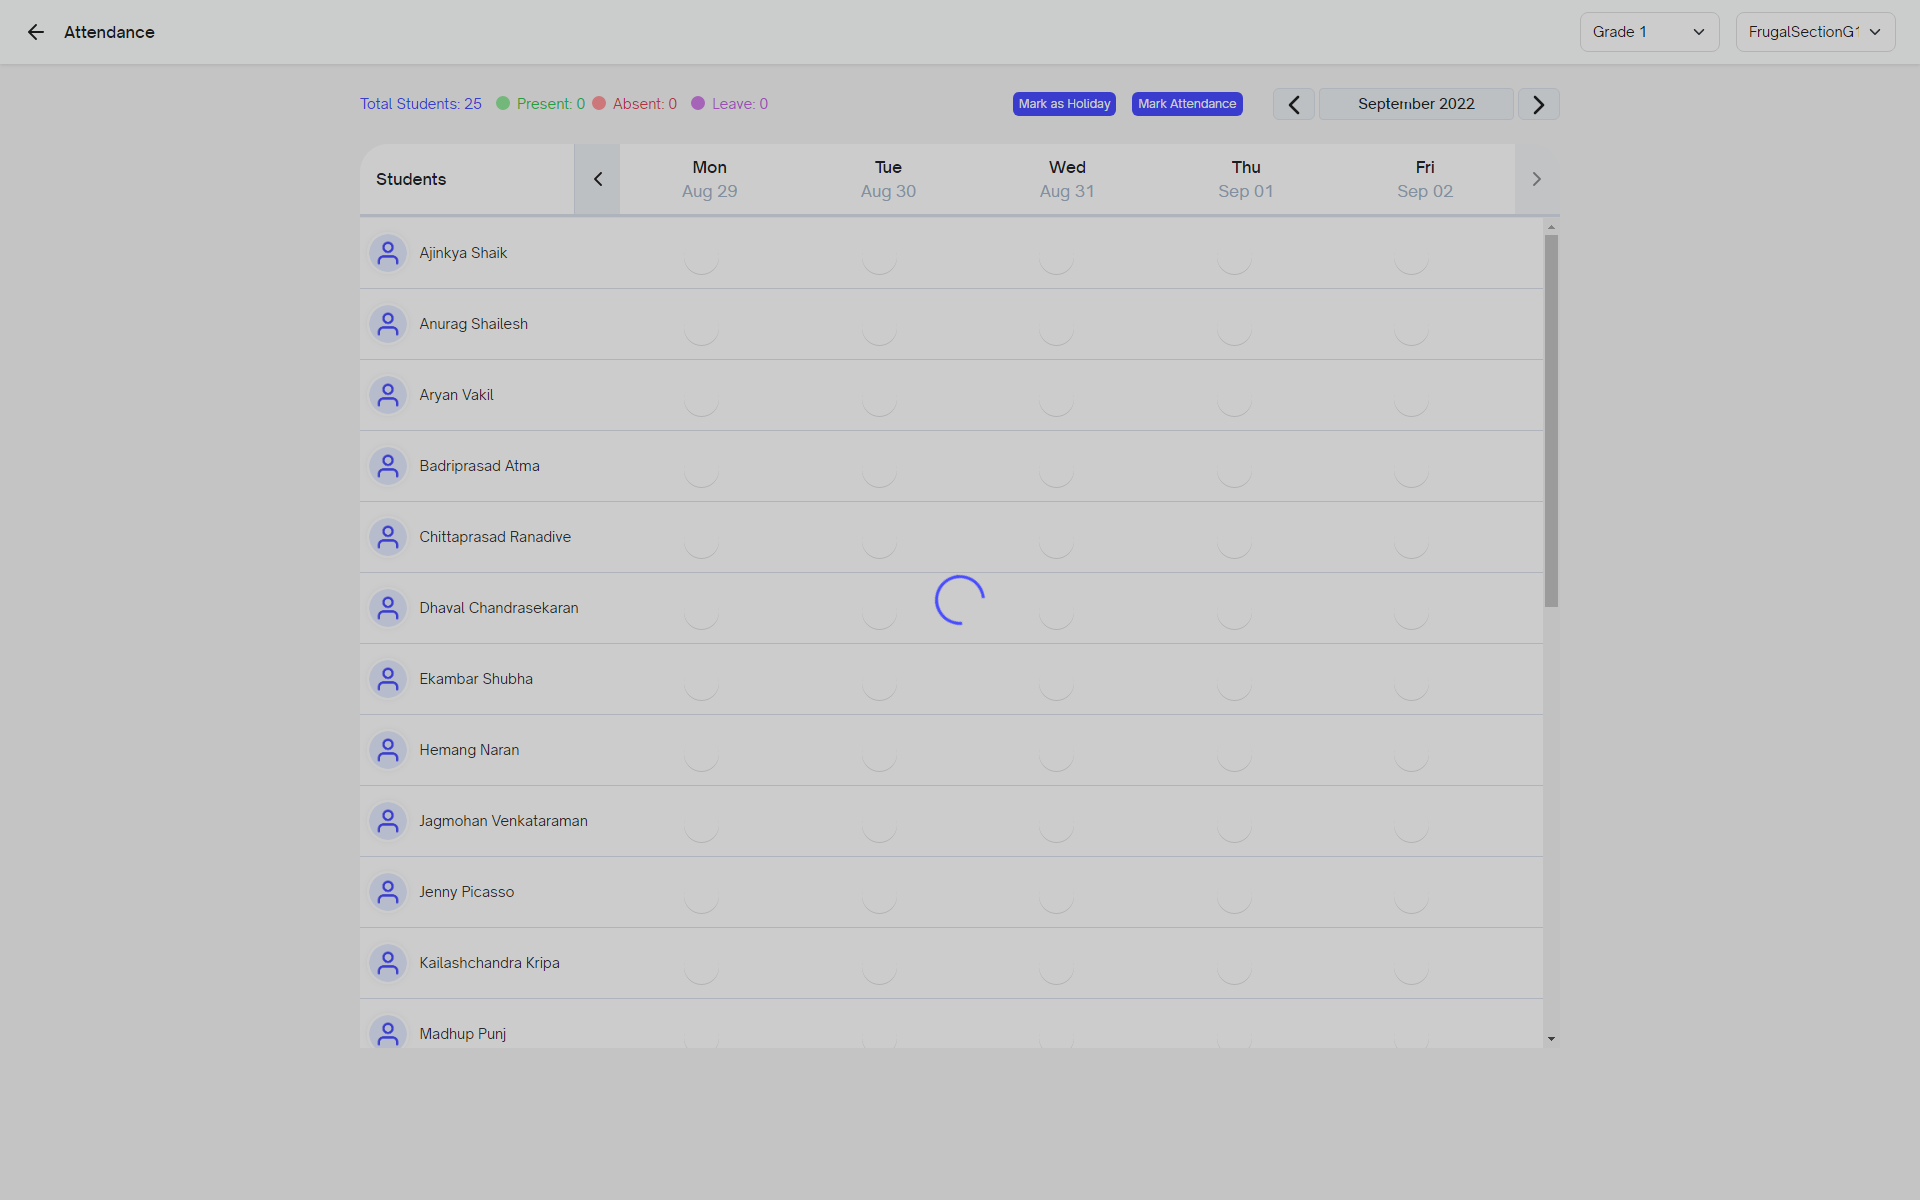 Attendance
Grade 1
FrugalSectionG1
Total Students: 25
Present: 0
Absent: 0
Leave: 0
Mark as Holiday
Mark Attendance
September 2022
Students
Mon
Aug 29
Tue
Aug 30
Wed
Aug 31
Thu
Sep 01
Fri
Sep 02
Ajinkya Shaik
Anurag Shailesh
Aryan Vakil
Badriprasad Atma
Chittaprasad Ranadive
Dhaval Chandrasekaran
Ekambar Shubha
Hemang Naran
Jagmohan Venkataraman
Jenny Picasso
Kailashchandra Kripa
Madhup Punj